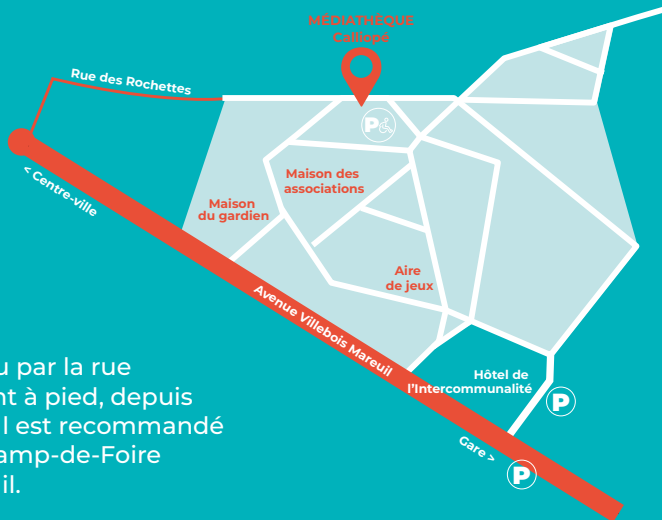 MÉDIATHÈQUE
Calliopé
Rue des Rochettes
P
< Centre-ville
Maison des
associations
Maison
du gardien
Aire
de jeux
Avenue Villebois Mareuil
Hôtel de
l'Intercommunalité
P
Gare >
P
u par la rue
nt à pied, depuis
l est recommandé
amp-de-Foire
il.